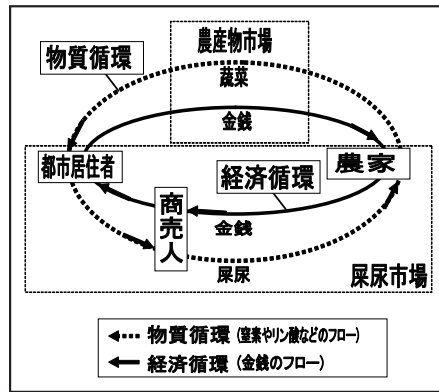 農産物市場
物質循環
蔬菜
金銭
都市居住者
農家
経済循環
商売人
金銭
屎尿
屎尿市場
物質循環（窒素やリン酸などのフロー）
経済循環（金銭のフロー）